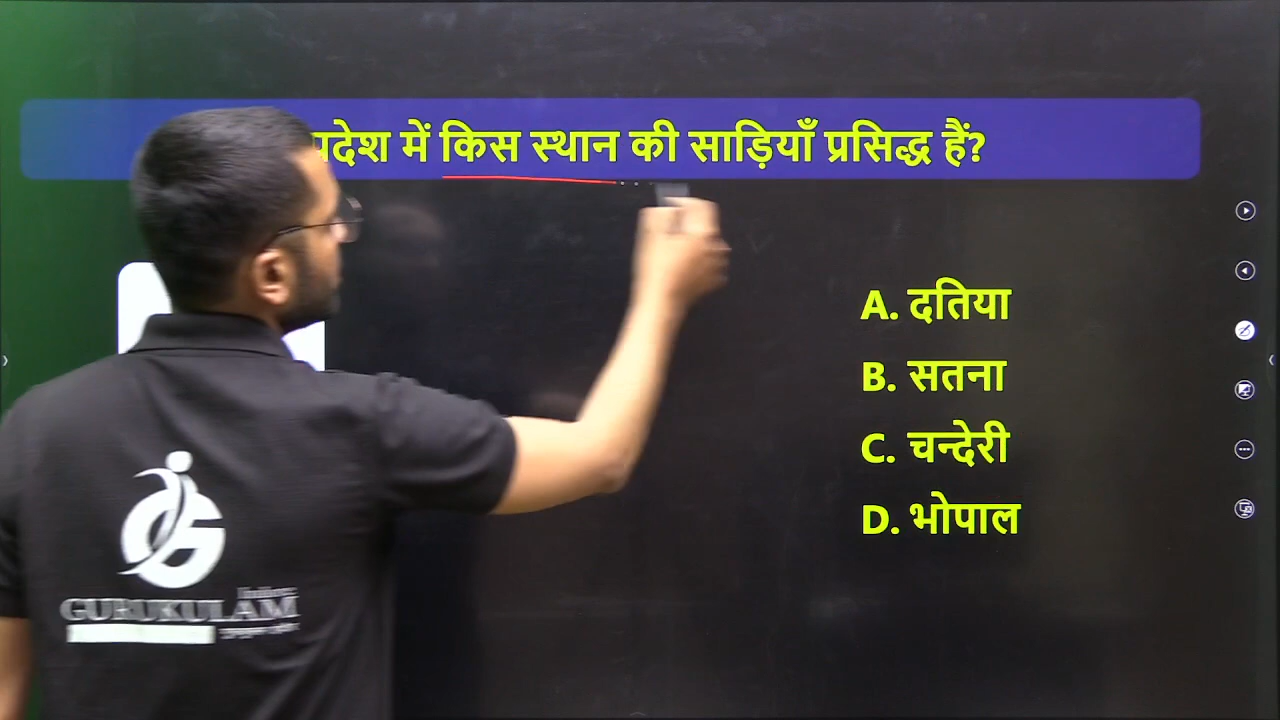 प्रदेश में किस स्थान की साड़ियाँ प्रसिद्ध हैं?
A. दतिया
B. सतना
C. चन्देरी
D. भोपाल
GURUKULAM